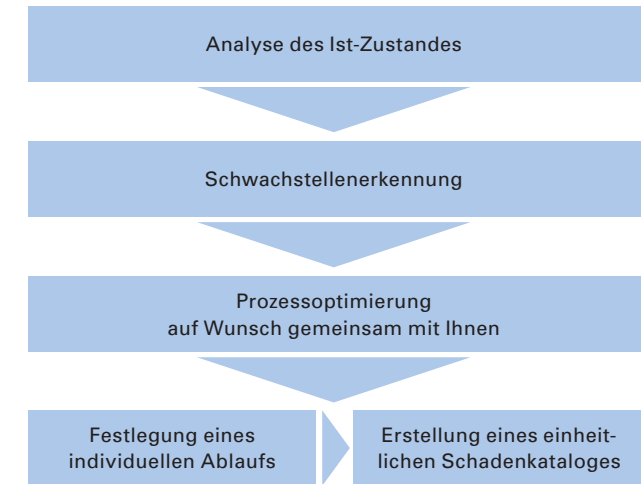 Analyse des Ist-Zustandes
Schwachstellenerkennung
Prozessoptimierung
auf Wunsch gemeinsam mit Ihnen
Festlegung eines
individuellen Ablaufs
Erstellung eines einheit-
lichen Schadenkataloges